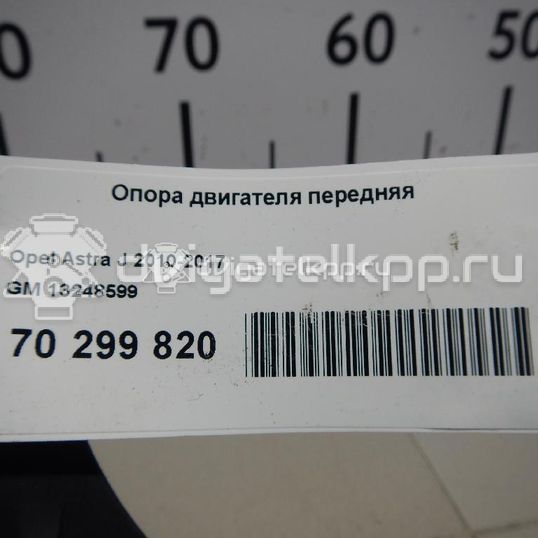 70 60 50
Опора двигателя передняя
Opel Astra J 2010-2017
GM 13248599
70 299 820
dvigatelkpp.ru